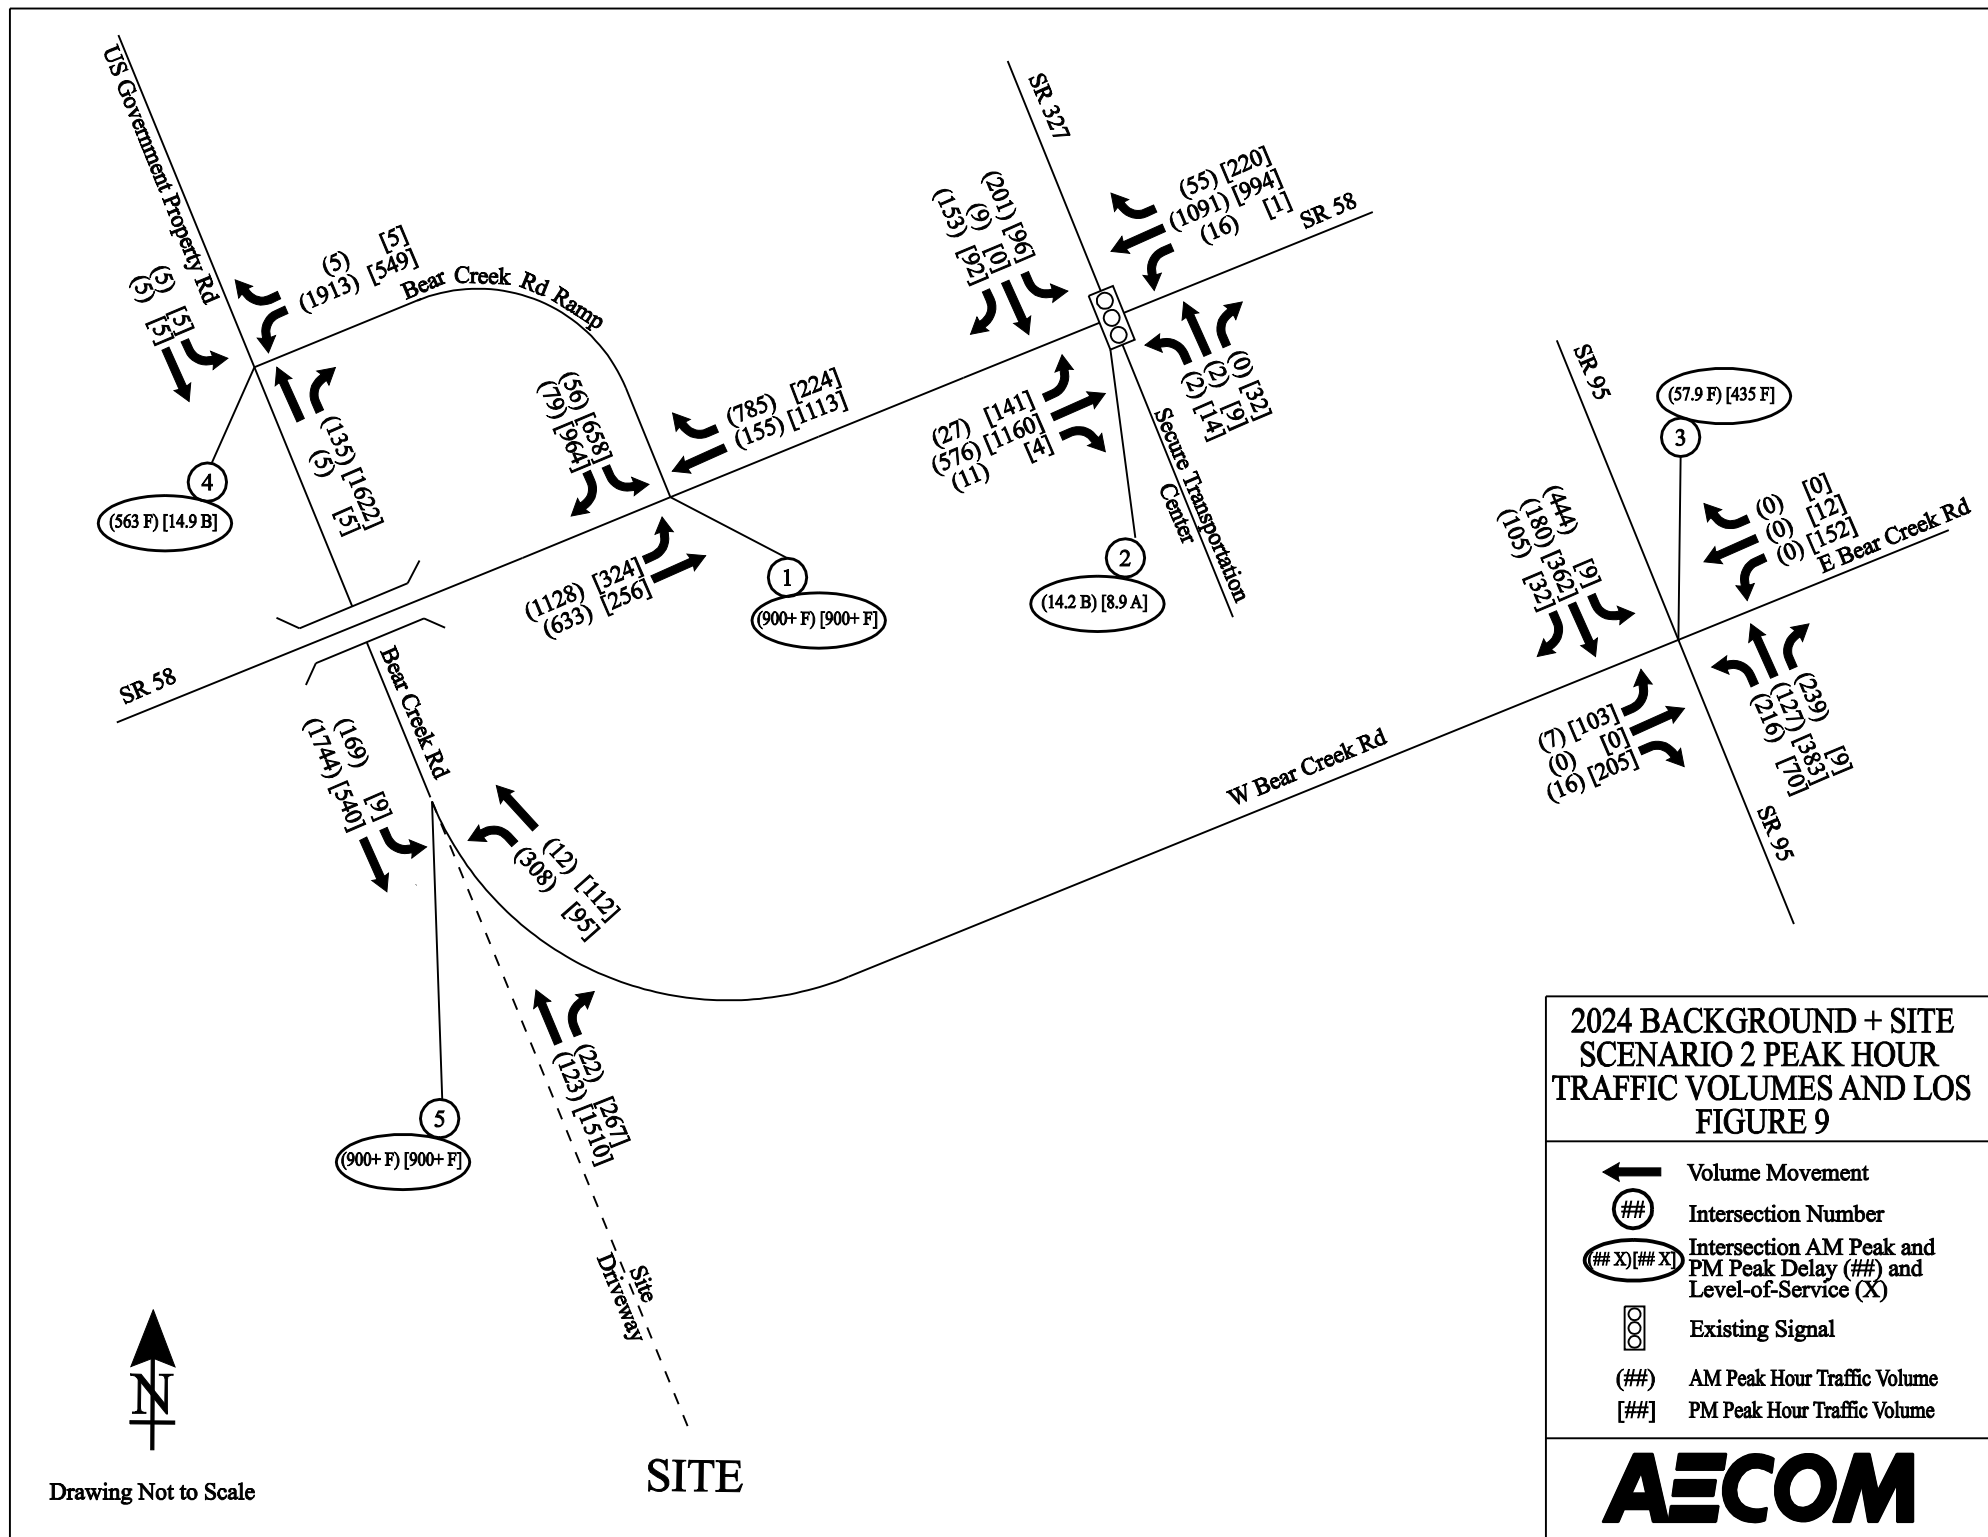 US Government Property Rd
(5) [5]
(5) [5]
(5) [5]
(1913) [549]
Bear Creek Rd Ramp
(135) [1622]
(5) [5]
4
(563 F) [14.9 B]
(56) [658]
(79) [964]
(785) [224]
(155) [1113]
(1128) [324]
(633) [256]
1
(900+ F) [900+ F]
SR 58
SR 327
(201) [96]
(9) [0]
(153) [92]
(55) [220]
(1091) [994]
(16) [1]
SR 58
(27) [141]
(576) [1160]
(11) [4]
(0) [32]
(2) [9]
(2) [14]
Secure Transportation
Center
2
(14.2 B) [8.9 A]
SR 95
(57.9 F) [435 F]
3
(444) [9]
(180) [362]
(105) [32]
(0) [0]
(0) [12]
(0) [152]
E Bear Creek Rd
(7) [103]
(0) [0]
(16) [205]
(239) [9]
(127) [383]
(216) [70]
SR 95
W Bear Creek Rd
Bear Creek Rd
(169) [9]
(1744) [540]
(12) [112]
(308) [95]
(22) [267]
(123) [1510]
5
(900+ F) [900+ F]
Site
Driveway
SITE
N
Drawing Not to Scale
2024 BACKGROUND + SITE
SCENARIO 2 PEAK HOUR
TRAFFIC VOLUMES AND LOS
FIGURE 9
Volume Movement
## Intersection Number
(## X)[## X] Intersection AM Peak and
PM Peak Delay (##) and
Level-of-Service (X)
Existing Signal
(##) AM Peak Hour Traffic Volume
[##] PM Peak Hour Traffic Volume
AECOM